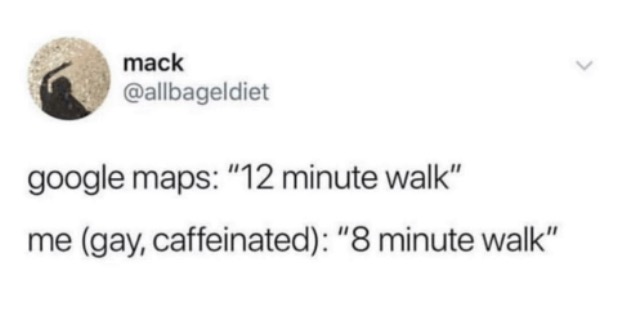 mack
@allbageldiet
google maps: “12 minute walk”
me (gay, caffeinated): “8 minute walk”